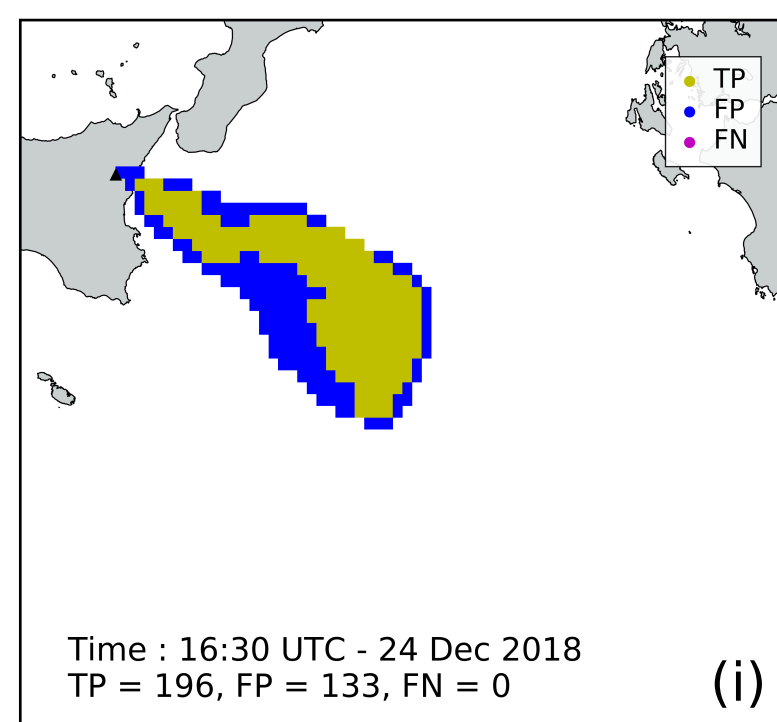 TP
FP
FN
Time : 16:30 UTC - 24 Dec 2018
TP = 196, FP = 133, FN = 0
(i)